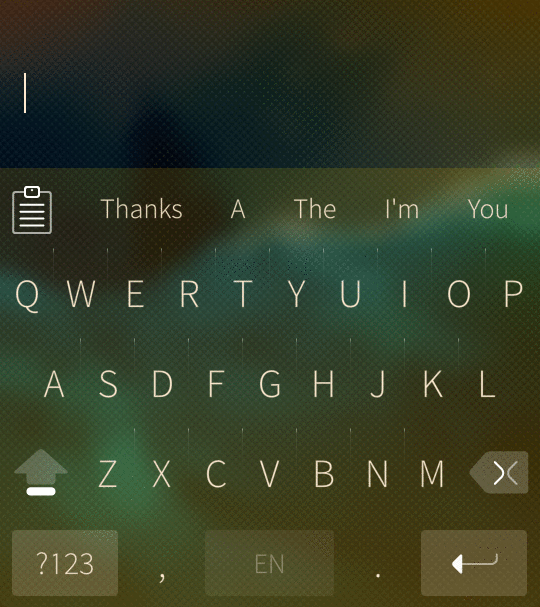 Thanks A The I'm You
Q W E R T Y U I O P
A S D F G H J K L
Z X C V B N M
?123 , EN .